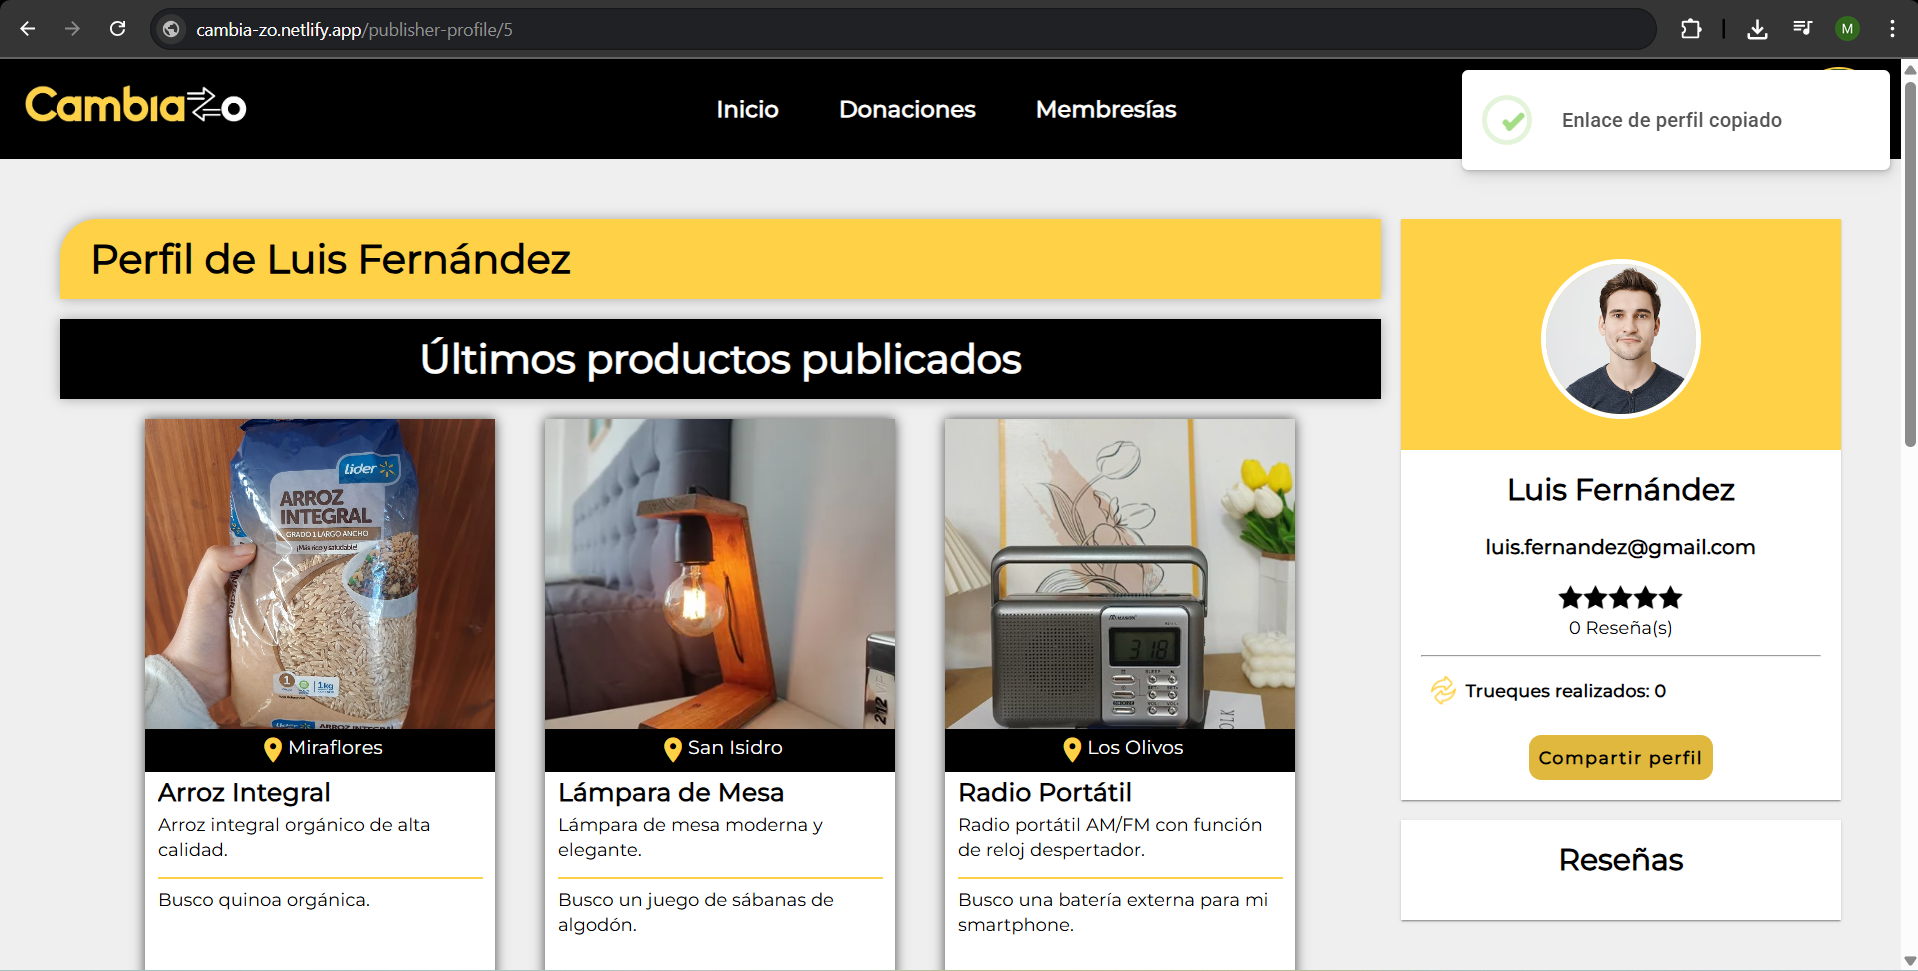 cambia-zo.netlify.app/publisher-profile/5
M
Cambiazo
Inicio
Donaciones
Membresías
Enlace de perfil copiado
Perfil de Luis Fernández
Últimos productos publicados
líder
ARROZ
INTEGRAL
GRADO 1 LARGO ANCHO
¡Más rico y saludable!
1
1kg
ARROZ
INTEGRAL
212
318
Miraflores
Arroz Integral
Arroz integral orgánico de alta
calidad.
Busco quinoa orgánica.
San Isidro
Lámpara de Mesa
Lámpara de mesa moderna y
elegante.
Busco un juego de sábanas de
algodón.
Los Olivos
Radio Portátil
Radio portátil AM/FM con función
de reloj despertador.
Busco una batería externa para mi
smartphone.
Luis Fernández
luis.fernandez@gmail.com
0 Reseña(s)
Trueques realizados: 0
Compartir perfil
Reseñas